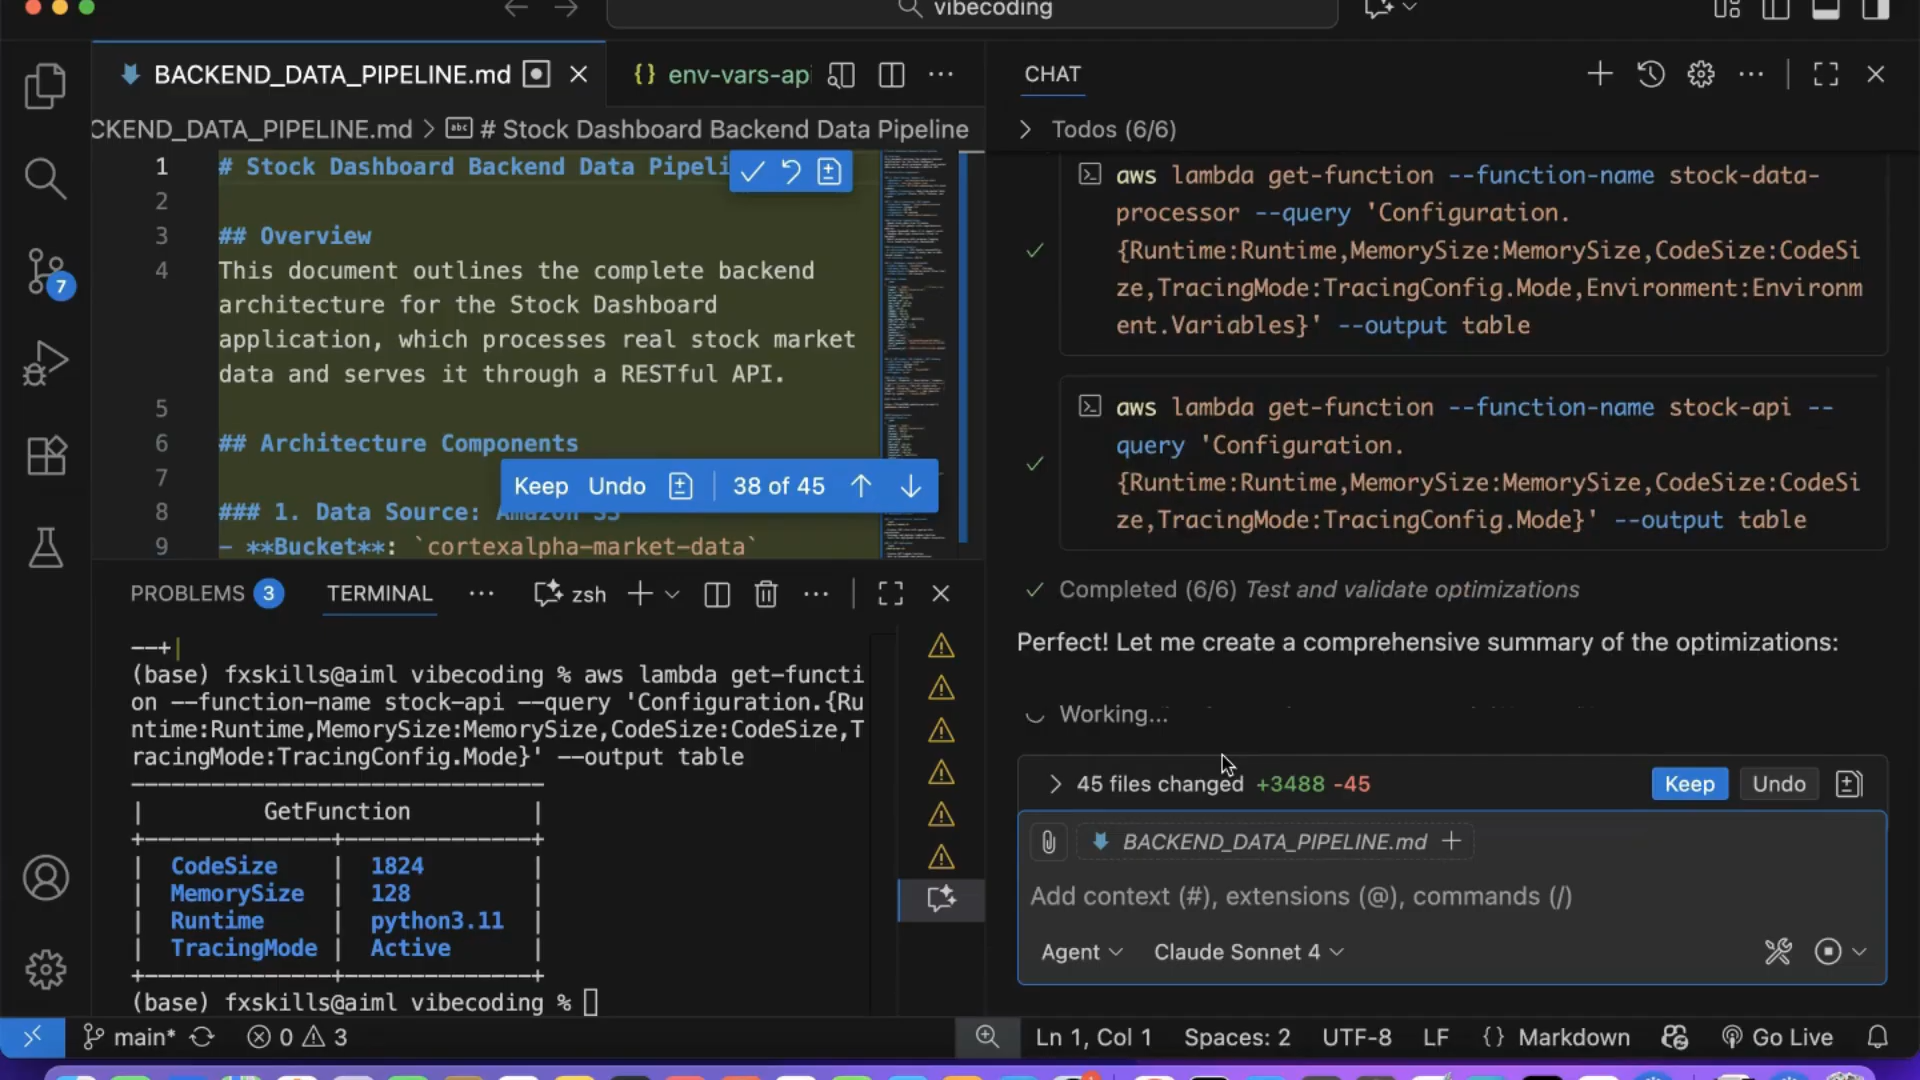 vibecoding
BACKEND_DATA_PIPELINE.md
{} env-vars-ap
CKEND_DATA_PIPELINE.md > # Stock Dashboard Backend Data Pipeline
1 # Stock Dashboard Backend Data Pipeli
2
3 ## Overview
4 This document outlines the complete backend
architecture for the Stock Dashboard
application, which processes real stock market
data and serves it through a RESTful API.
5
6 ## Architecture Components
7
Keep Undo 38 of 45
8 ### 1. Data Source: Amazon S3
9 - **Bucket**: `cortexalpha-market-data`
7
PROBLEMS 3 TERMINAL ... zsh
——+
(base) fxskills@aiml vibecoding % aws lambda get-functi
on --function-name stock-api --query 'Configuration.{Ru
ntime:Runtime,MemorySize:MemorySize,CodeSize:CodeSize,T
racingMode:TracingConfig.Mode}' --output table
| GetFunction |
| CodeSize | 1824 |
| MemorySize | 128 |
| Runtime | python3.11 |
| TracingMode | Active |
(base) fxskills@aiml vibecoding %
CHAT
Todos (6/6)
aws lambda get-function --function-name stock-data-
processor --query 'Configuration.
{Runtime:Runtime,MemorySize:MemorySize,CodeSize:CodeSi
ze,TracingMode:TracingConfig.Mode,Environment:Environm
ent.Variables}' --output table
aws lambda get-function --function-name stock-api --
query 'Configuration.
{Runtime:Runtime,MemorySize:MemorySize,CodeSize:CodeSi
ze,TracingMode:TracingConfig.Mode}' --output table
Completed (6/6) Test and validate optimizations
Perfect! Let me create a comprehensive summary of the optimizations:
Working...
45 files changed +3488 -45 Keep Undo
BACKEND_DATA_PIPELINE.md
Add context (#), extensions (@), commands (/)
Agent Claude Sonnet 4
main* 0 3 Ln 1, Col 1 Spaces: 2 UTF-8 LF {} Markdown Go Live